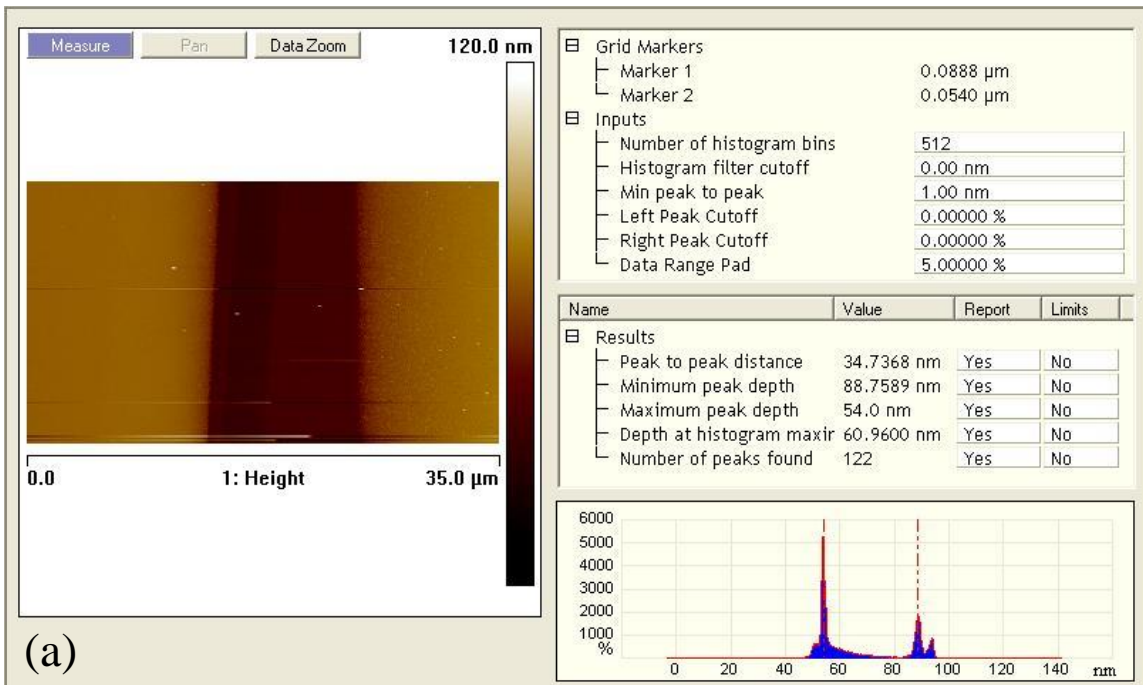 Measure Pan Data Zoom 120.0 nm
0.0 1: Height 35.0 µm
(a)
Grid Markers
Marker 1 0.0888 µm
Marker 2 0.0540 µm
Inputs
Number of histogram bins 512
Histogram filter cutoff 0.00 nm
Min peak to peak 1.00 nm
Left Peak Cutoff 0.00000 %
Right Peak Cutoff 0.00000 %
Data Range Pad 5.00000 %
Name Value Report Limits
Results
Peak to peak distance 34.7368 nm Yes No
Minimum peak depth 88.7589 nm Yes No
Maximum peak depth 54.0 nm Yes No
Depth at histogram maxir 60.9600 nm Yes No
Number of peaks found 122 Yes No
6000
5000
4000
3000
2000
1000
%
0 20 40 60 80 100 120 140 nm